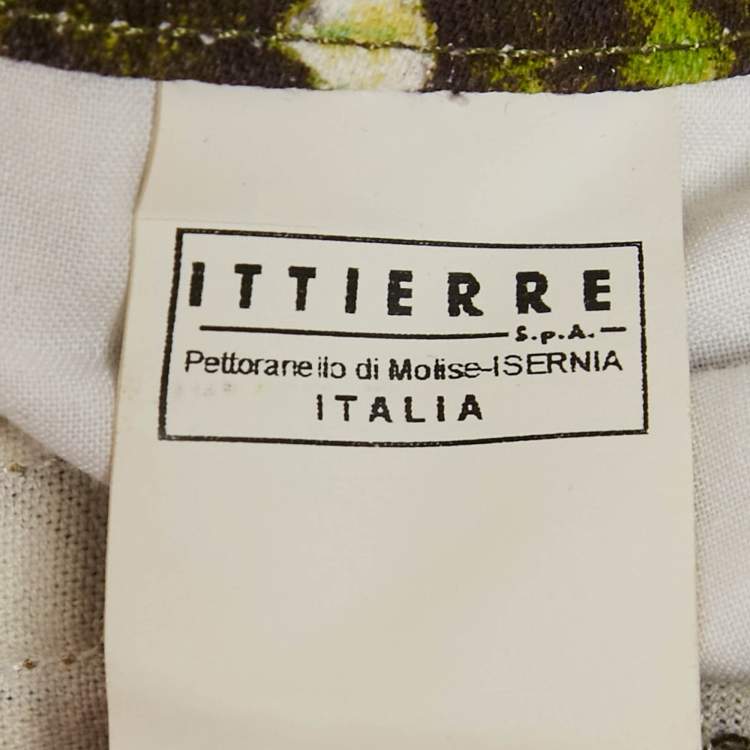 ITTIERRE
S.p.A.
Pettoranello di Molise-ISERNIA
ITALIA